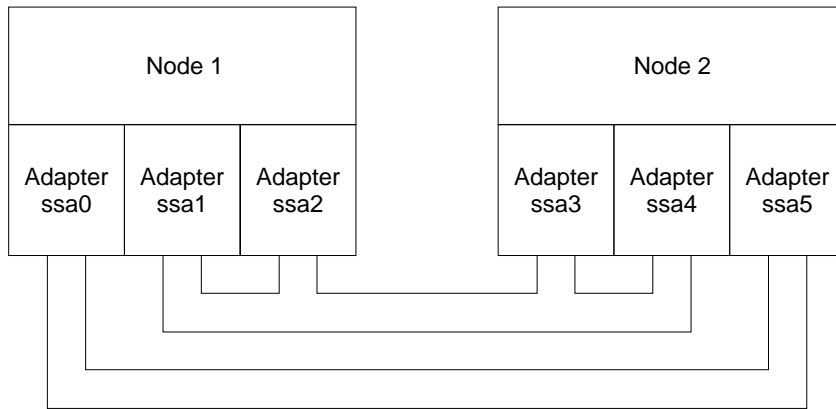 Node 1
Node 2
Adapter
ssa0
Adapter
ssa1
Adapter
ssa2
Adapter
ssa3
Adapter
ssa4
Adapter
ssa5